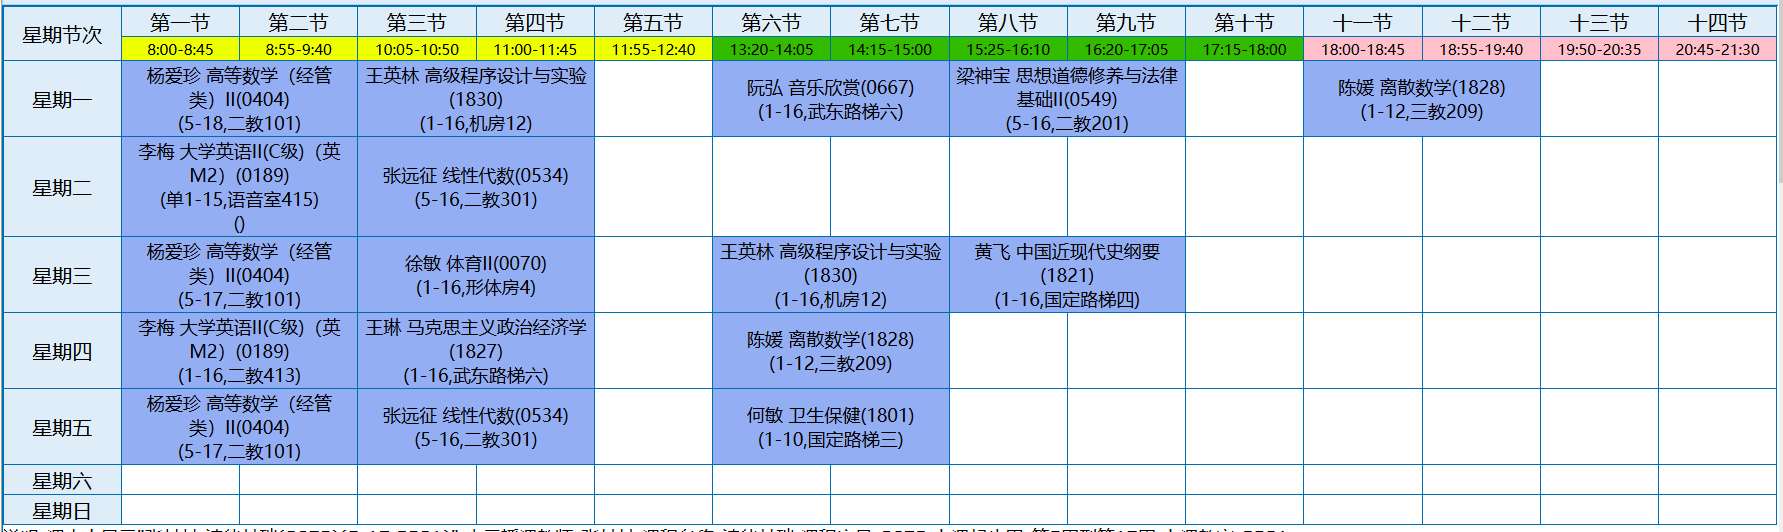 星期节次 第一节 第二节 第三节 第四节 第五节 第六节 第七节 第八节 第九节 第十节 十一节 十二节 十三节 十四节
8:00-8:45 8:55-9:40 10:05-10:50 11:00-11:45 11:55-12:40 13:20-14:05 14:15-15:00 15:25-16:10 16:20-17:05 17:15-18:00 18:00-18:45 18:55-19:40 19:50-20:35 20:45-21:30
星期一
杨爱珍 高等数学（经管
类）II(0404)
(5-18,二教101)
王英林 高级程序设计与实验
(1830)
(1-16,机房12)
阮弘 音乐欣赏(0667)
(1-16,武东路梯六)
梁神宝 思想道德修养与法律
基础II(0549)
(5-16,二教201)
陈媛 离散数学(1828)
(1-12,三教209)
星期二
李梅 大学英语II(C级)（英
M2）(0189)
(单1-15,语音室415)
()
张远征 线性代数(0534)
(5-16,二教301)
星期三
杨爱珍 高等数学（经管
类）II(0404)
(5-17,二教101)
徐敏 体育II(0070)
(1-16,形体房4)
王英林 高级程序设计与实验
(1830)
(1-16,机房12)
黄飞 中国近现代史纲要
(1821)
(1-16,国定路梯四)
星期四
李梅 大学英语II(C级)（英
M2）(0189)
(1-16,二教413)
王琳 马克思主义政治经济学
(1827)
(1-16,武东路梯六)
陈媛 离散数学(1828)
(1-12,三教209)
星期五
杨爱珍 高等数学（经管
类）II(0404)
(5-17,二教101)
张远征 线性代数(0534)
(5-16,二教301)
何敏 卫生保健(1801)
(1-10,国定路梯三)
星期六
星期日